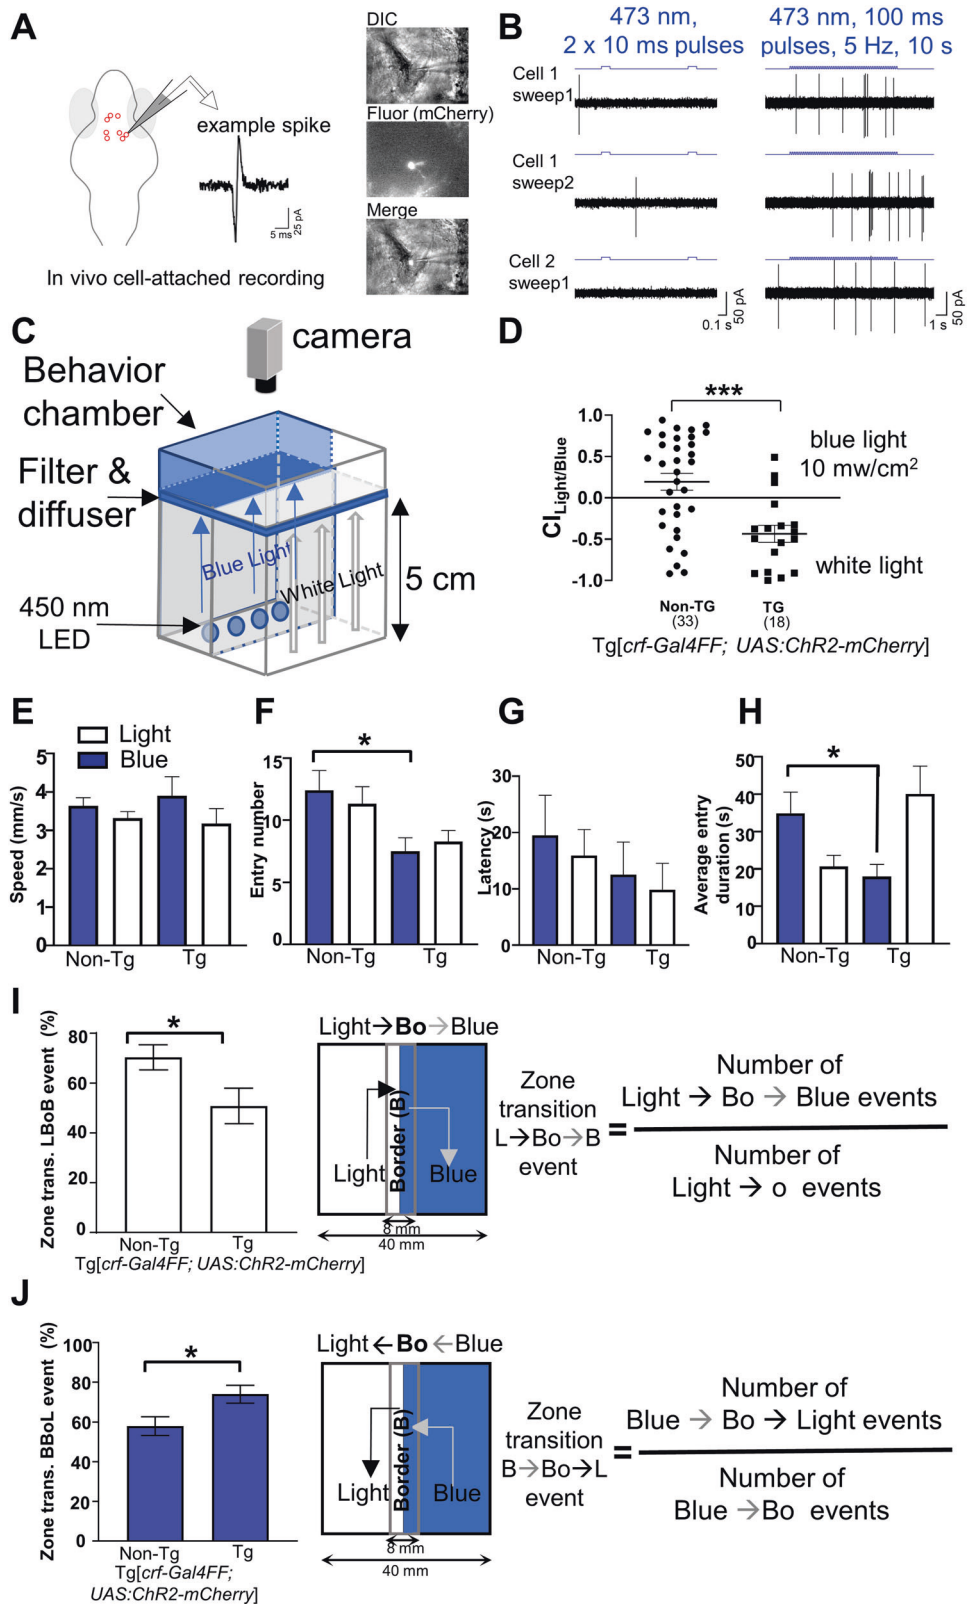 A
DIC
Fluor (mCherry)
Merge
example spike
5 ms
25 pA
In vivo cell-attached recording
B
473 nm,
2 x 10 ms pulses
473 nm, 100 ms
pulses, 5 Hz, 10 s
Cell 1
sweep1
Cell 1
sweep2
Cell 2
sweep1
0.1 s
50 pA
1 s
50 pA
C
camera
Behavior
chamber
Filter &
diffuser
Blue Light
White Light
5 cm
450 nm
LED
D
***
CI Light/Blue
1.0
0.5
0.0
-0.5
-1.0
blue light
10 mw/cm²
white light
Non-TG
(33)
TG
(18)
Tg[crf-Gal4FF; UAS:ChR2-mCherry]
E
Light
Blue
Speed (mm/s)
5
4
3
2
1
0
Non-Tg
Tg
F
*
Entry number
15
10
5
0
Non-Tg
Tg
G
Latency (s)
30
20
10
0
Non-Tg
Tg
H
*
Average entry
duration (s)
60
40
20
0
Non-Tg
Tg
I
*
Zone trans. LBoB event (%)
80
60
40
20
0
Non-Tg
Tg
Tg[crf-Gal4FF; UAS:ChR2-mCherry]
Light→Bo→Blue
Light
Border (B)
Blue
8 mm
40 mm
Zone
transition
L→Bo→B
event
=
Number of
Light → Bo → Blue events
Number of
Light → o events
J
*
Zone trans. BBoL event (%)
100
80
60
40
20
0
Non-Tg
Tg
Tg[crf-Gal4FF;
UAS:ChR2-mCherry]
Light←Bo←Blue
Light
Border (B)
Blue
8 mm
40 mm
Zone
transition
B→Bo→L
event
=
Number of
Blue → Bo → Light events
Number of
Blue →Bo events